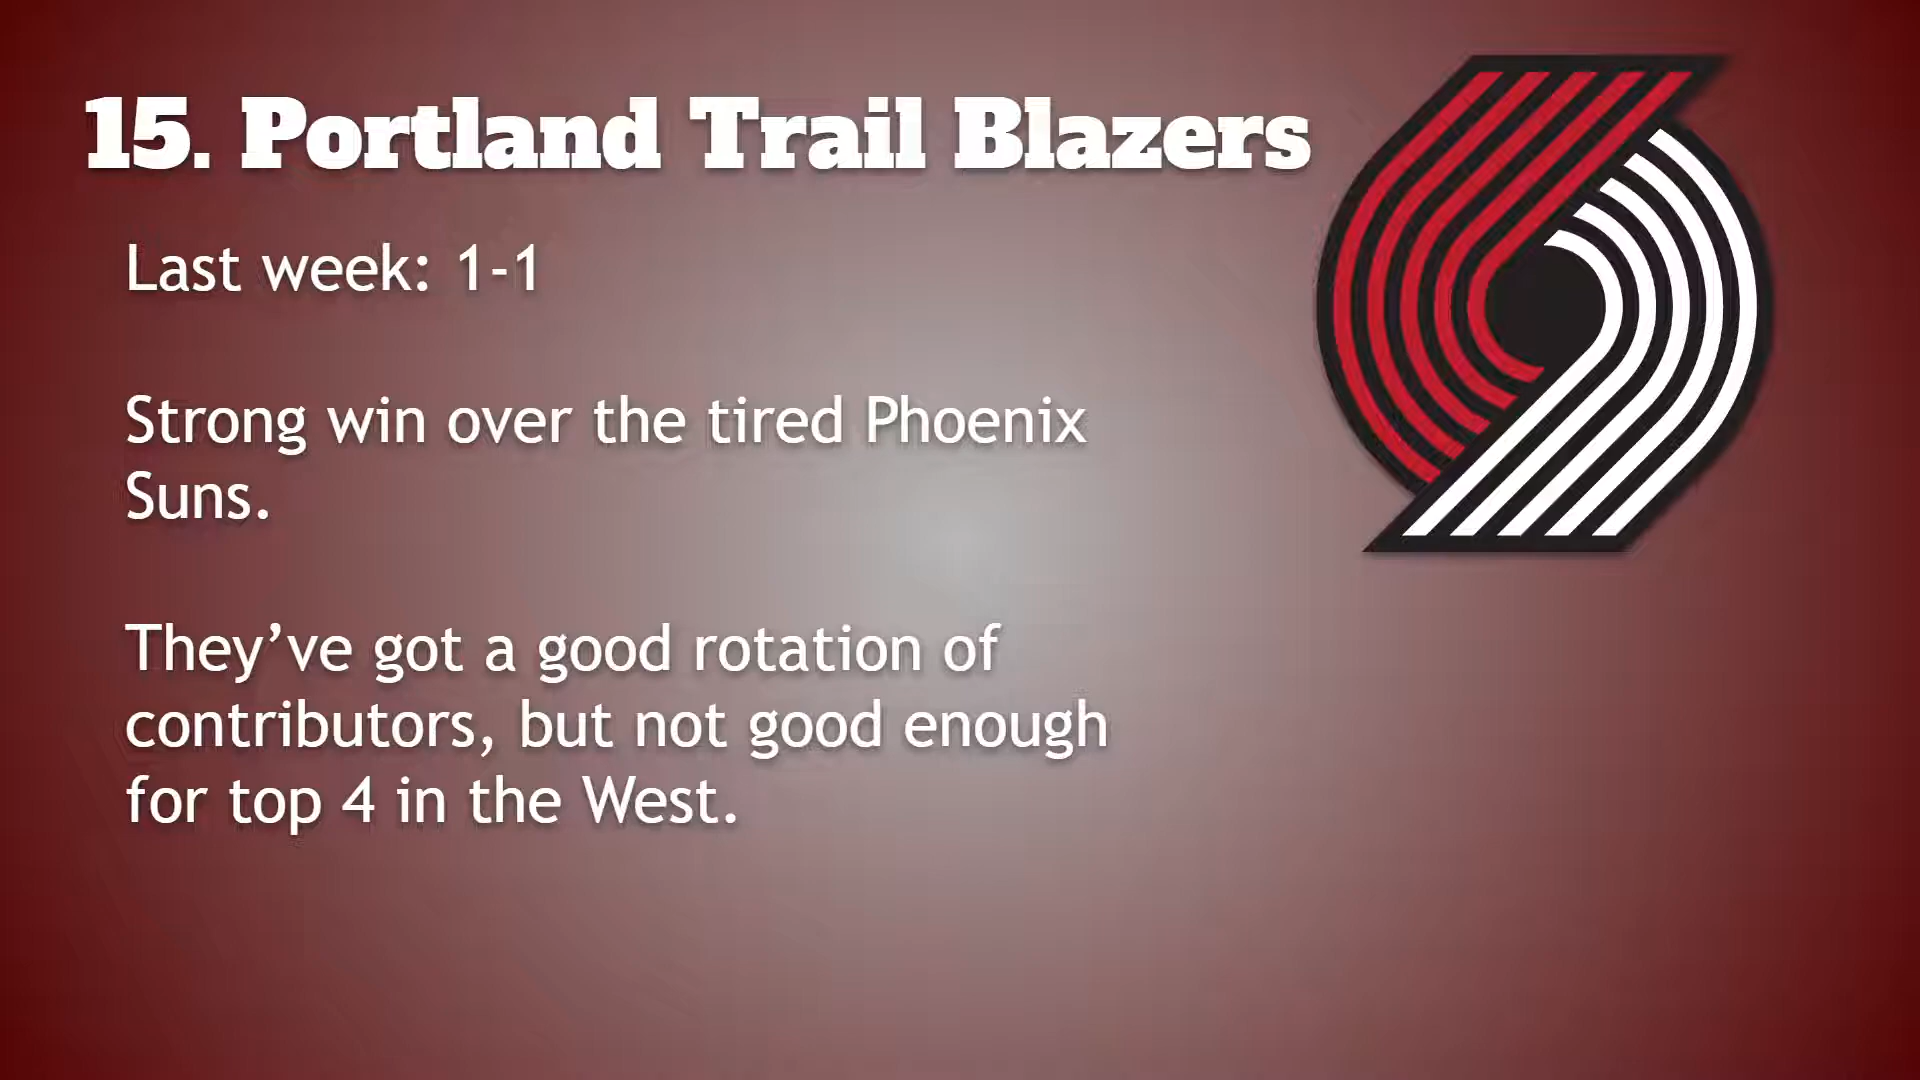 15. Portland Trail Blazers
Last week: 1-1
Strong win over the tired Phoenix
Suns.
They’ve got a good rotation of
contributors, but not good enough
for top 4 in the West.